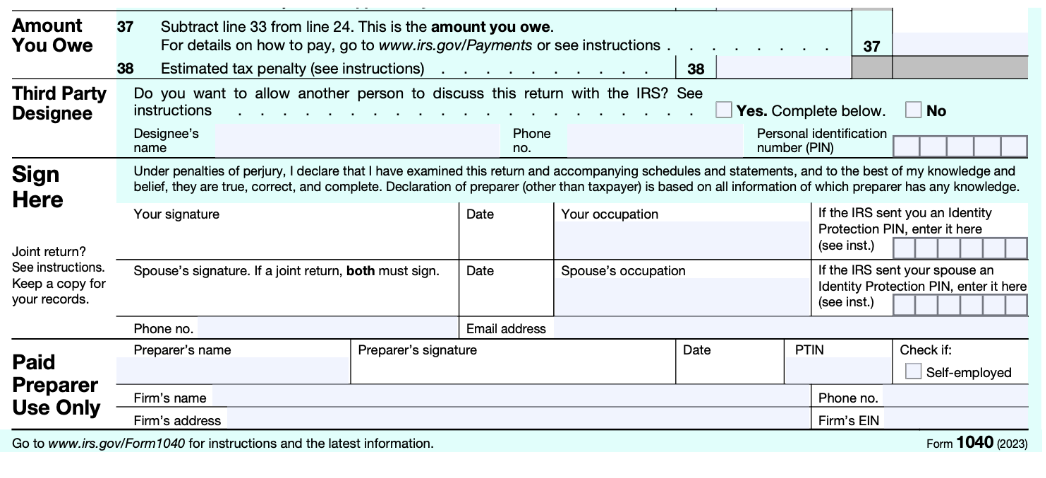 Amount You Owe
37 Subtract line 33 from line 24. This is the amount you owe.
For details on how to pay, go to www.irs.gov/Payments or see instructions . . . . . . . . 37
38 Estimated tax penalty (see instructions) . . . . . . . . . . 38
Third Party Designee
Do you want to allow another person to discuss this return with the IRS? See
instructions . . . . . . . . . . . . . . . . . . . . Yes. Complete below. No
Designee's name
Phone no.
Personal identification number (PIN)
Sign Here
Under penalties of perjury, I declare that I have examined this return and accompanying schedules and statements, and to the best of my knowledge and
belief, they are true, correct, and complete. Declaration of preparer (other than taxpayer) is based on all information of which preparer has any knowledge.
Joint return?
See instructions.
Keep a copy for
your records.
Your signature
Date
Your occupation
If the IRS sent you an Identity
Protection PIN, enter it here
(see inst.)
Spouse's signature. If a joint return, both must sign.
Date
Spouse's occupation
If the IRS sent your spouse an
Identity Protection PIN, enter it here
(see inst.)
Phone no.
Email address
Paid Preparer Use Only
Preparer's name
Preparer's signature
Date
PTIN
Check if:
Self-employed
Firm's name
Phone no.
Firm's address
Firm's EIN
Go to www.irs.gov/Form1040 for instructions and the latest information.
Form 1040 (2023)